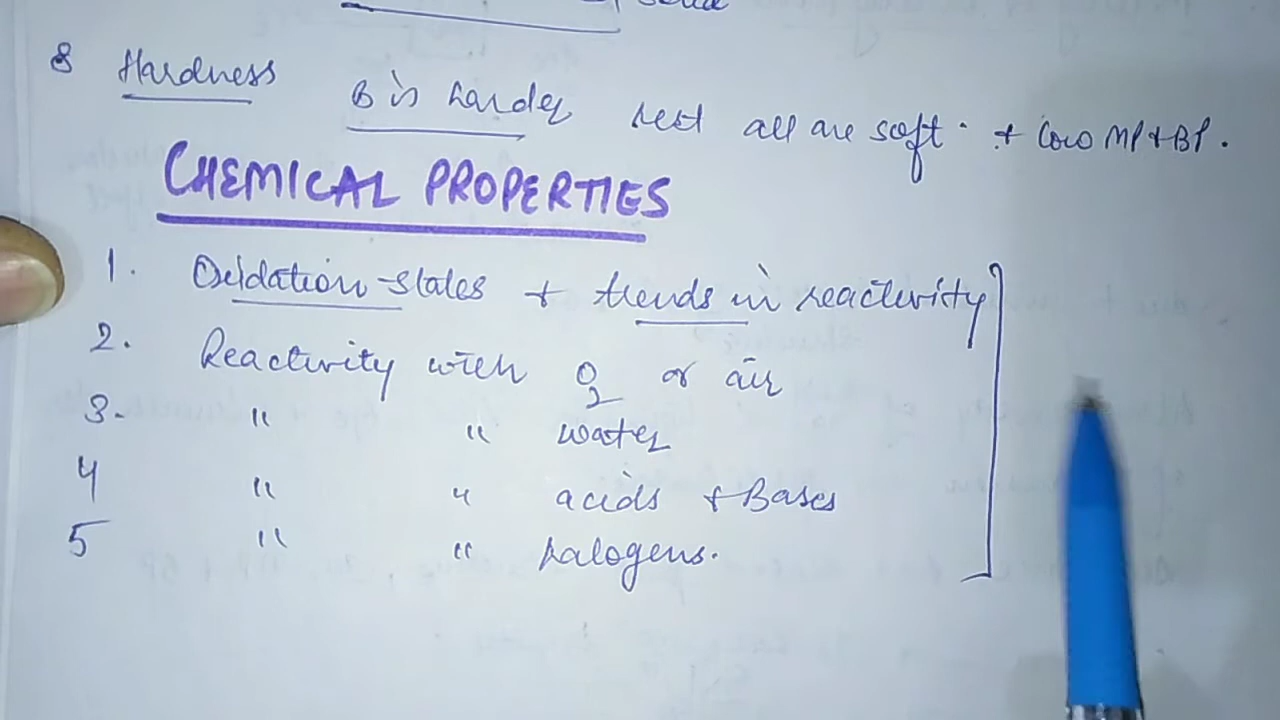 8 Hardness B is harder rest all are soft. + low MP + BP.
CHEMICAL PROPERTIES
1. Oxidation states + trends in reactivity
2. Reactivity with O2 or air
3. " " water
4 " " acids + Bases
5 " " halogens.